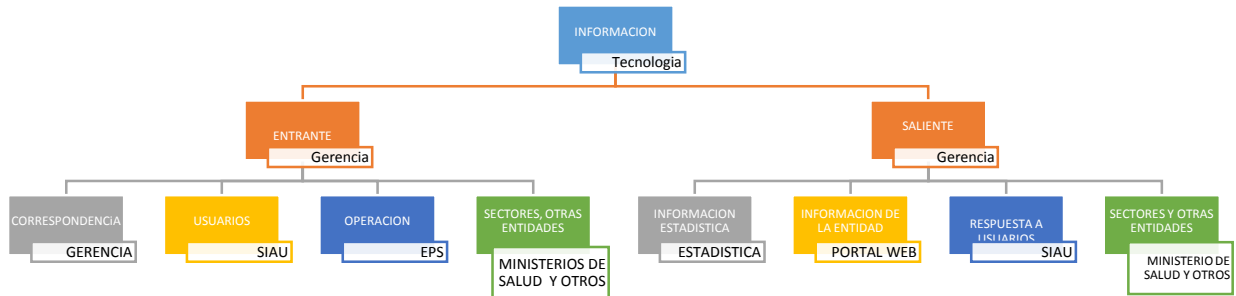 INFORMACION
Tecnologia
ENTRANTE
Gerencia
SALIENTE
Gerencia
CORRESPONDENCiA
GERENCIA
USUARIOS
SIAU
OPERACION
EPS
SECTORES, OTRAS
ENTIDADES
MINISTERIOS DE
SALUD Y OTROS
INFORMACION
ESTADISTICA
ESTADISTICA
INFORMACION DE
LA ENTIDAD
PORTAL WEB
RESPUESTA A
USUARIOS
SIAU
SECTORES Y OTRAS
ENTIDADES
MINISTERIO DE
SALUD Y OTROS